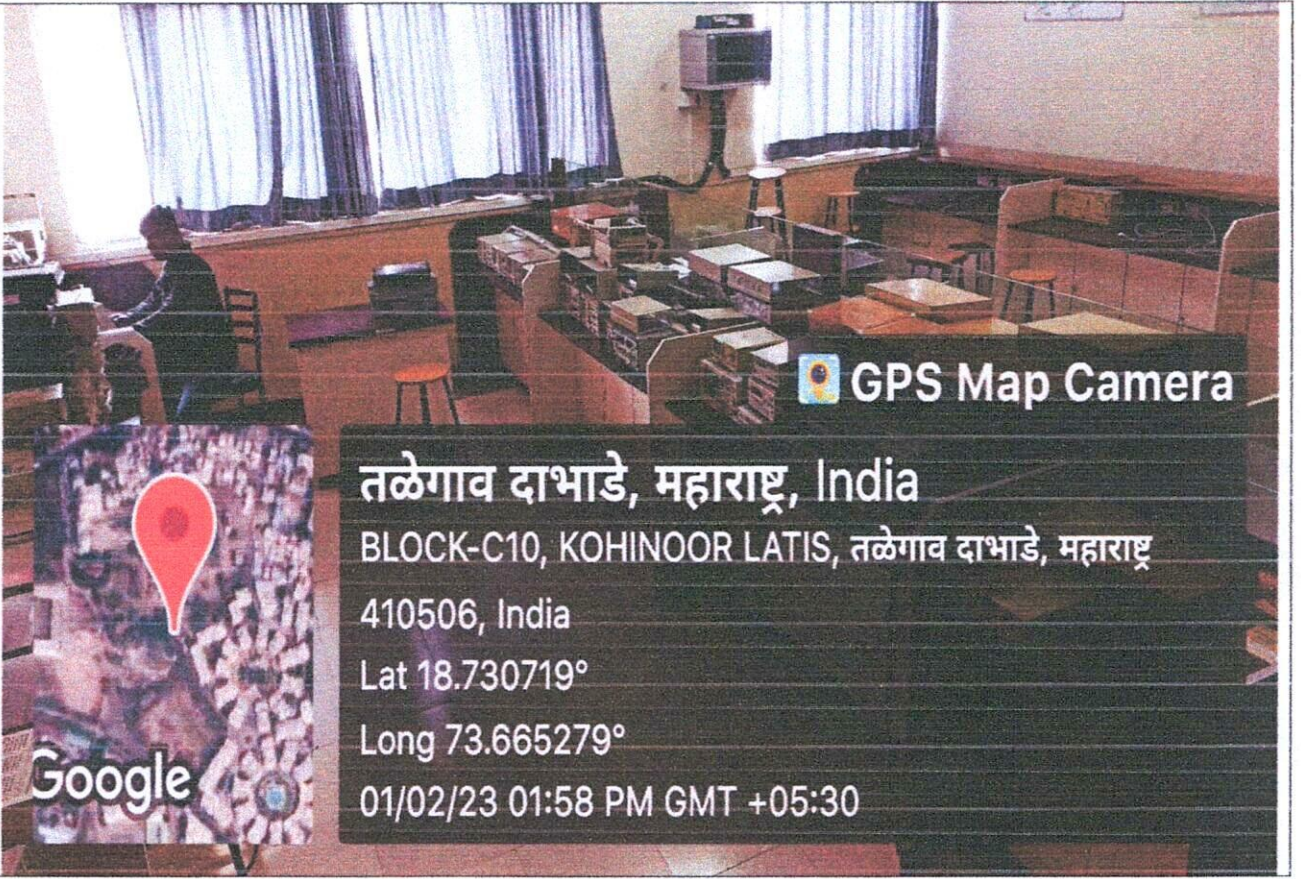 GPS Map Camera
तळेगाव दाभाडे, महाराष्ट्र, India
BLOCK-C10, KOHINOOR LATIS, तळेगाव दाभाडे, महाराष्ट्र
410506, India
Lat 18.730719°
Long 73.665279°
01/02/23 01:58 PM GMT +05:30
Google